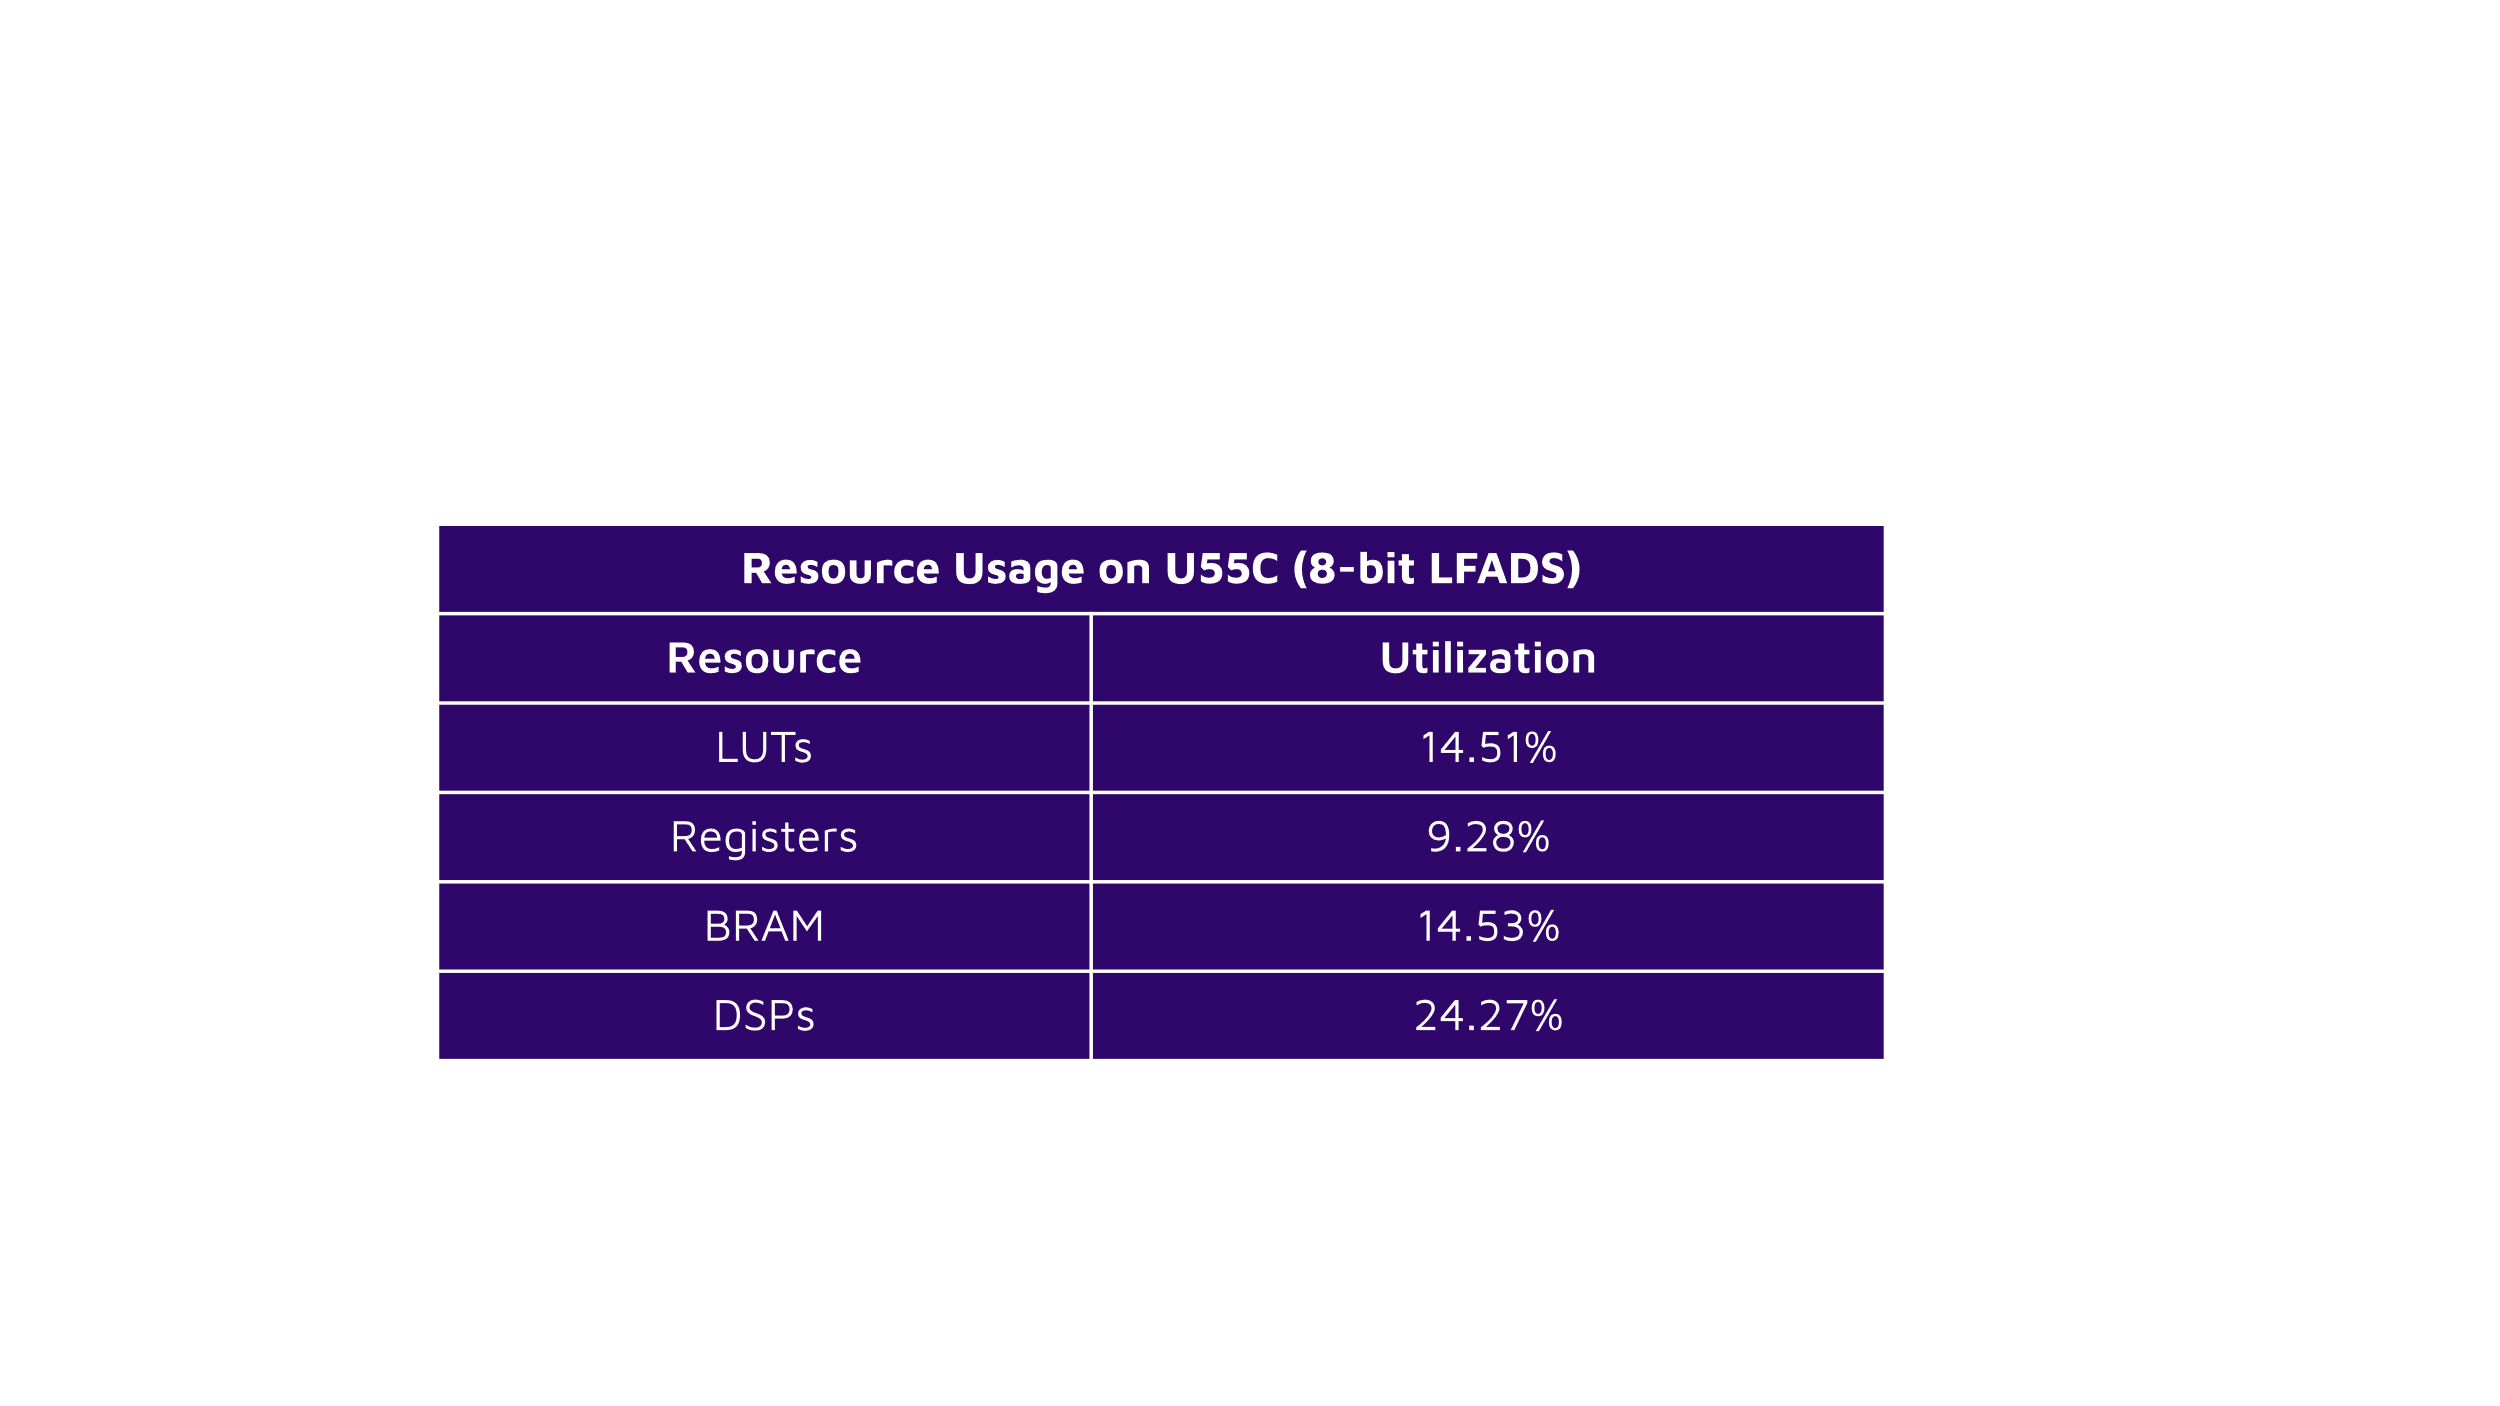 Resource Usage on U55C (8-bit LFADS)
Resource Utilization
LUTs 14.51%
Registers 9.28%
BRAM 14.53%
DSPs 24.27%